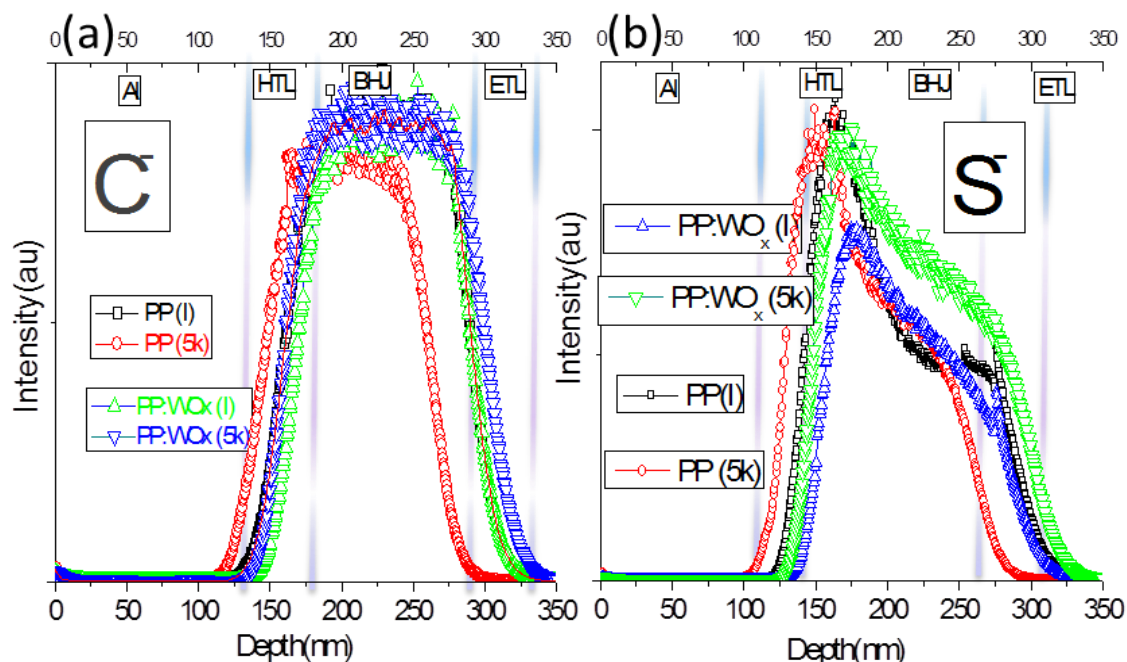 (a)
0 50 100 150 200 250 300 350
Al HTL BHJ ETL
C-
PP(I)
PP(5k)
PP:WOx(I)
PP:WOx(5k)
Intensity(au)
0 50 100 150 200 250 300 350
Depth(nm)
(b)
0 50 100 150 200 250 300 350
Al HTL BHJ ETL
S-
PP:WOx(I)
PP:WOx(5k)
PP(I)
PP(5k)
Intensity(au)
0 50 100 150 200 250 300 350
Depth(nm)